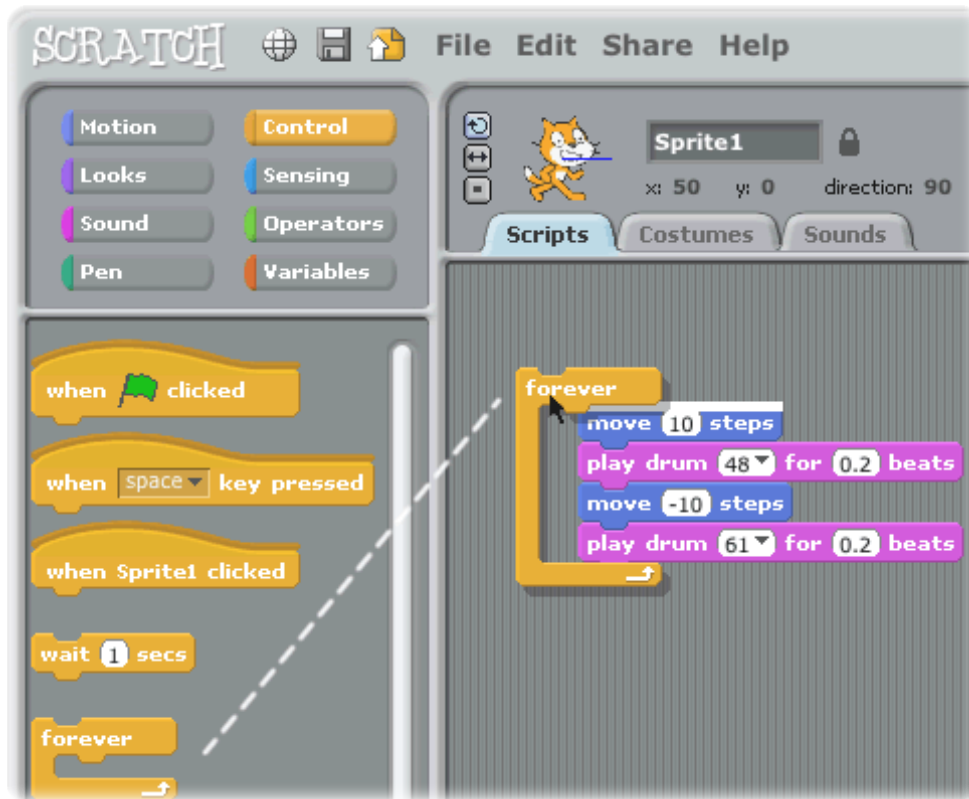 SCRATCH File Edit Share Help
Motion Control
Looks Sensing
Sound Operators
Pen Variables
Sprite1
x: 50 y: 0 direction: 90
Scripts Costumes Sounds
when clicked
when space key pressed
when Sprite1 clicked
wait 1 secs
forever
forever
move 10 steps
play drum 48 for 0.2 beats
move -10 steps
play drum 61 for 0.2 beats